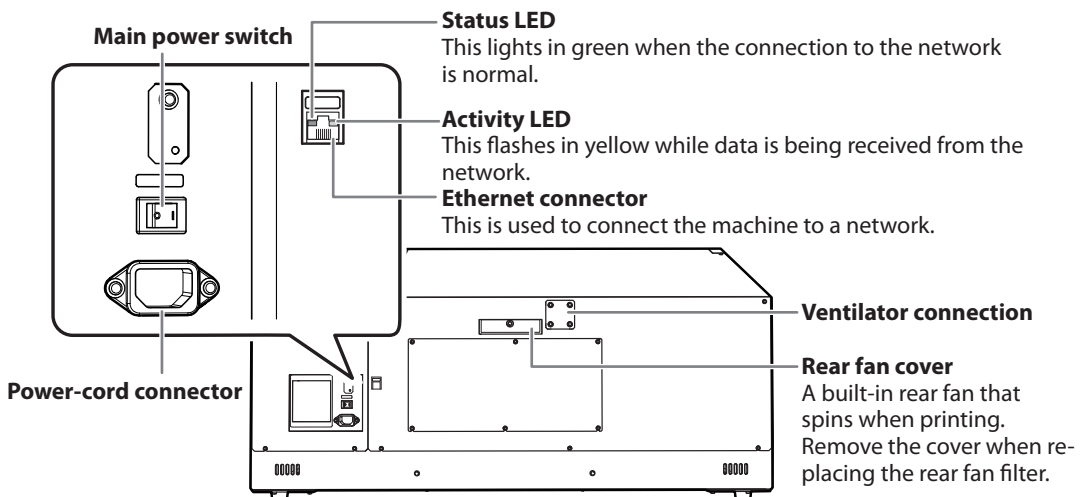 Main power switch
Status LED
This lights in green when the connection to the network
is normal.
Activity LED
This flashes in yellow while data is being received from the
network.
Ethernet connector
This is used to connect the machine to a network.
Power-cord connector
Ventilator connection
Rear fan cover
A built-in rear fan that
spins when printing.
Remove the cover when re-
placing the rear fan filter.